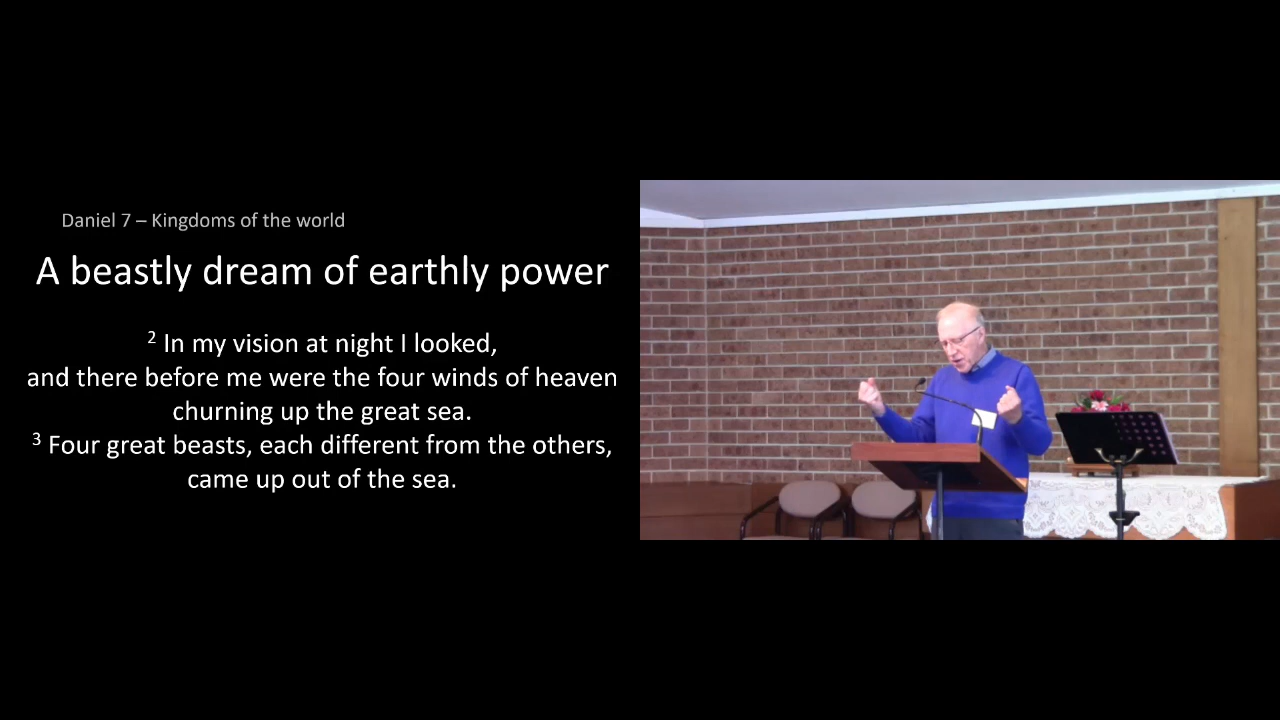 Daniel 7 – Kingdoms of the world
A beastly dream of earthly power
2 In my vision at night I looked,
and there before me were the four winds of heaven
churning up the great sea.
3 Four great beasts, each different from the others,
came up out of the sea.